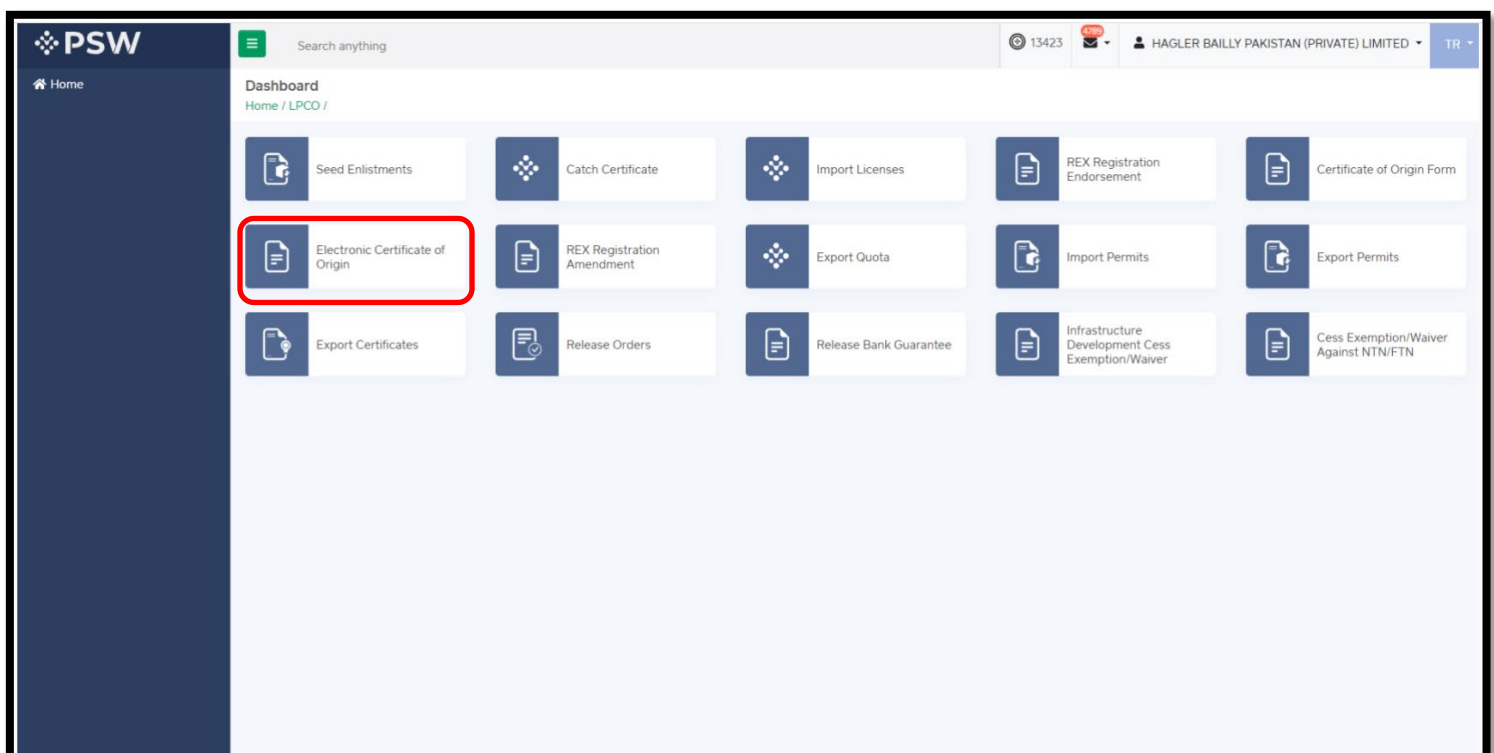 PSW
Search anything
13423
4789
HAGLER BAILLY PAKISTAN (PRIVATE) LIMITED
TR
Home
Dashboard
Home / LPCO /
Seed Enlistments
Catch Certificate
Import Licenses
REX Registration
Endorsement
Certificate of Origin Form
Electronic Certificate of
Origin
REX Registration
Amendment
Export Quota
Import Permits
Export Permits
Export Certificates
Release Orders
Release Bank Guarantee
Infrastructure
Development Cess
Exemption/Waiver
Cess Exemption/Waiver
Against NTN/FTN